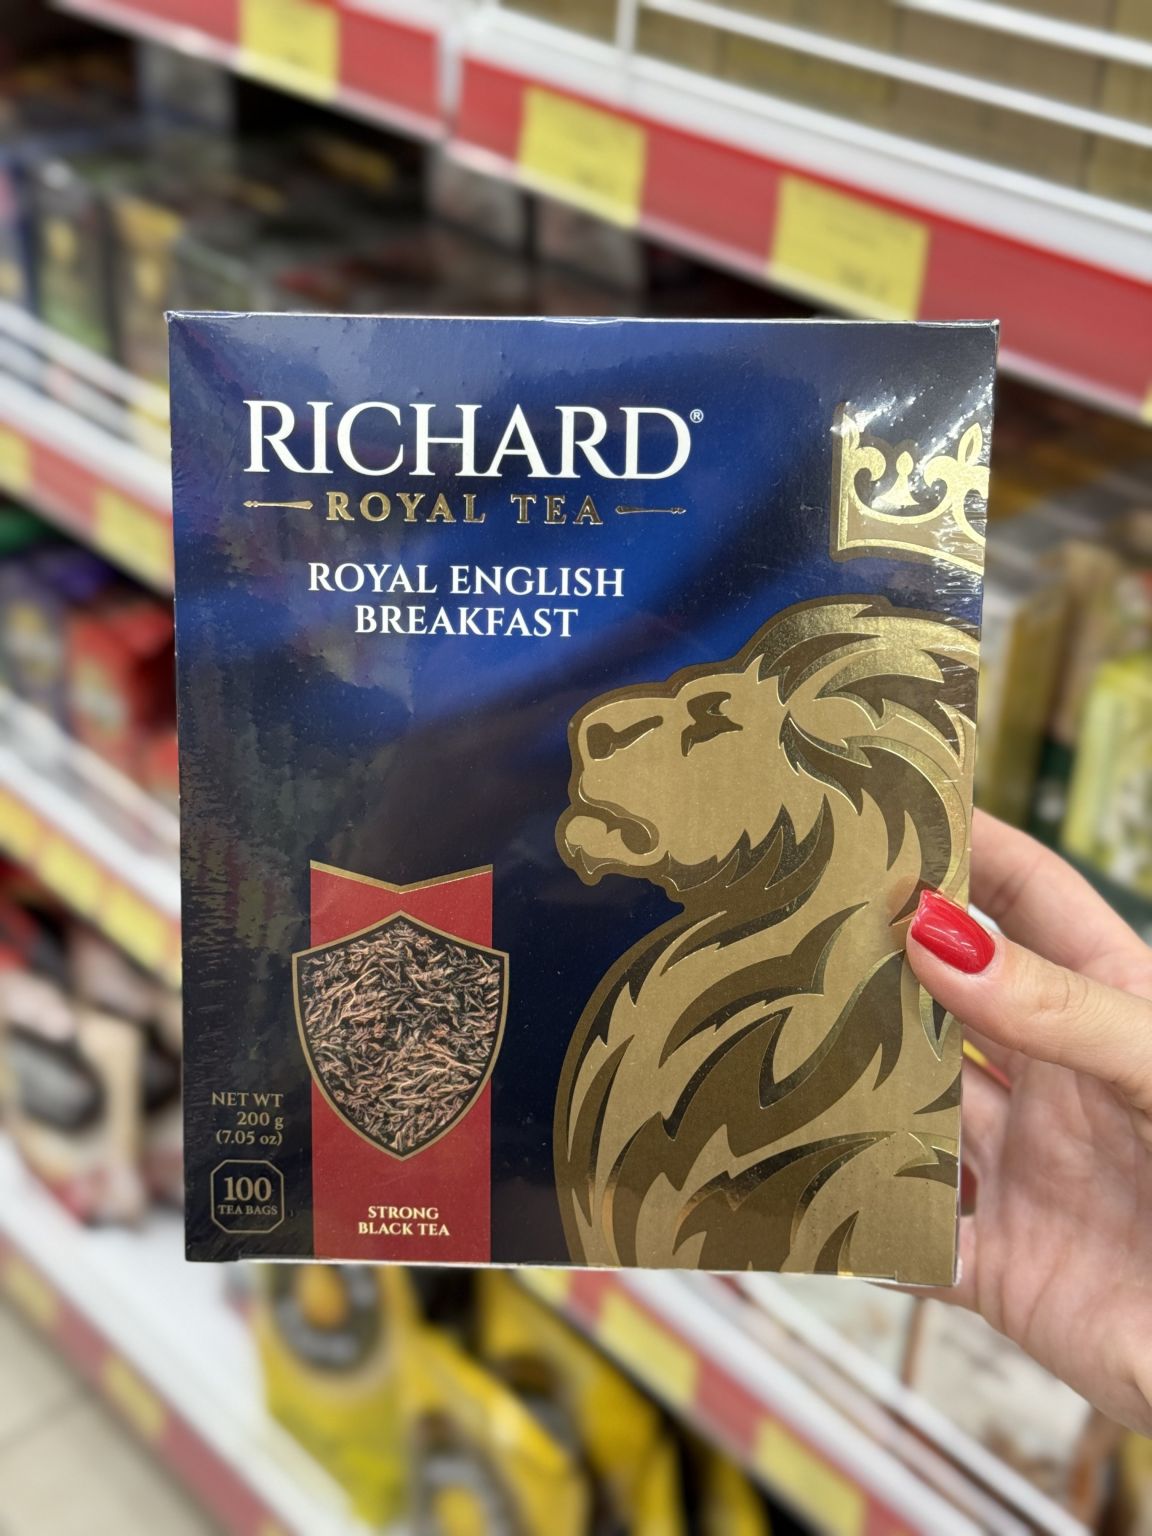 RICHARD®
ROYAL TEA
ROYAL ENGLISH
BREAKFAST
NET WT
200 g
(7.05 oz)
100
TEA BAGS
STRONG
BLACK TEA